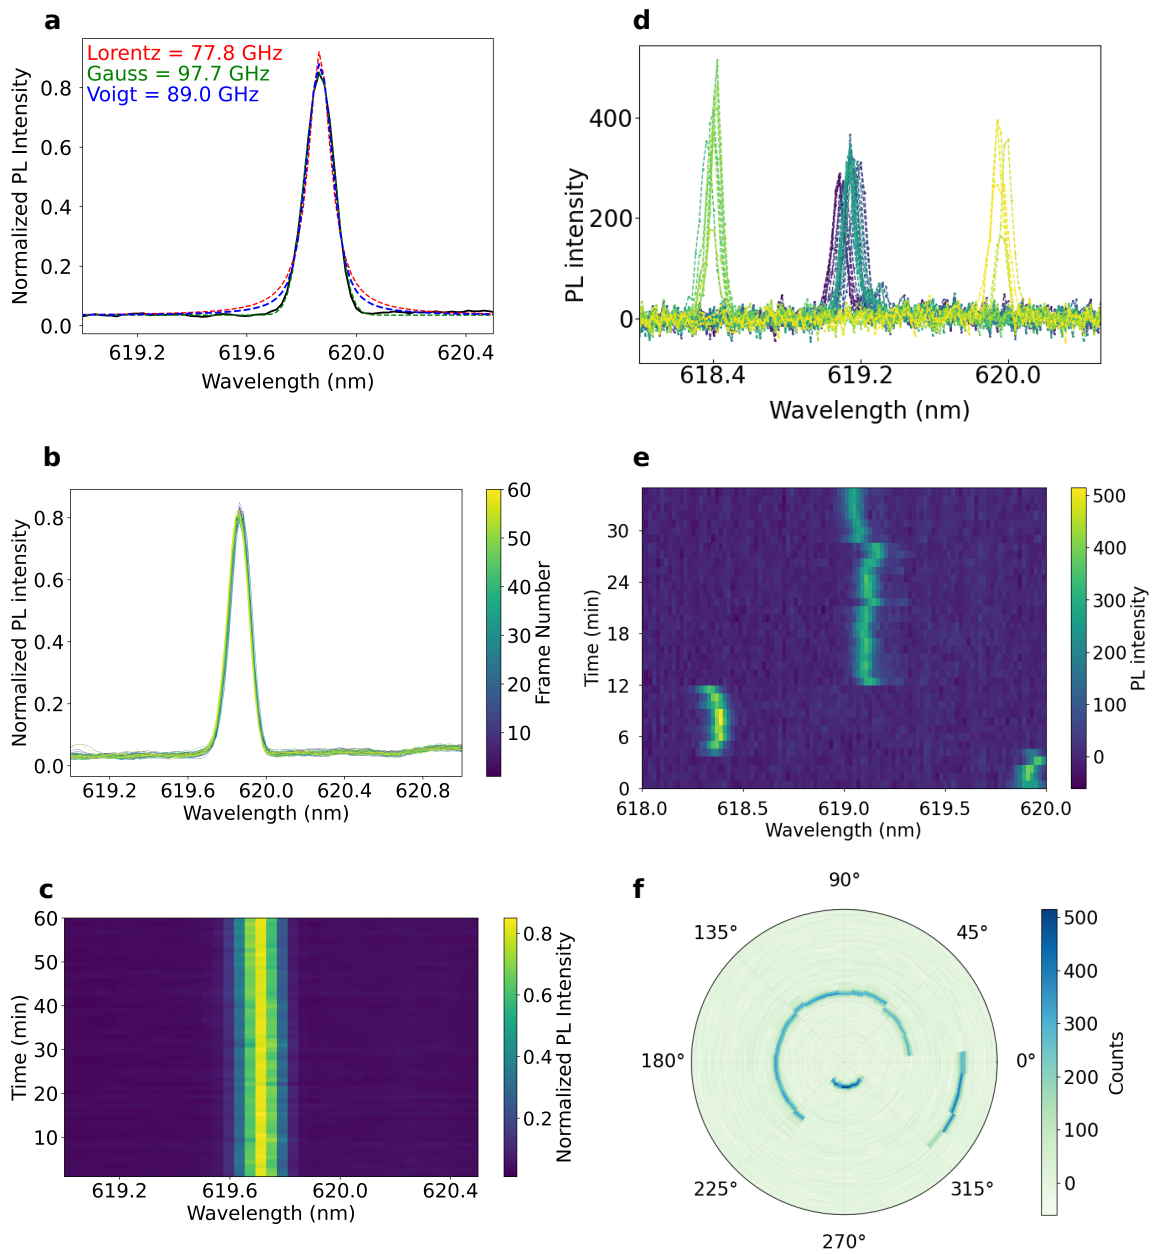 a
Lorentz = 77.8 GHz
Gauss = 97.7 GHz
Voigt = 89.0 GHz
Normalized PL Intensity
0.8
0.6
0.4
0.2
0.0
619.2 619.6 620.0 620.4
Wavelength (nm)
d
PL intensity
400
200
0
618.4 619.2 620.0
Wavelength (nm)
b
Normalized PL intensity
0.8
0.6
0.4
0.2
0.0
619.2 619.6 620.0 620.4 620.8
Wavelength (nm)
60
50
40
30
20
10
Frame Number
e
Time (min)
30
24
18
12
6
0
618.0 618.5 619.0 619.5 620.0
Wavelength (nm)
500
400
300
200
100
0
PL intensity
c
Time (min)
60
50
40
30
20
10
619.2 619.6 620.0 620.4
Wavelength (nm)
0.8
0.6
0.4
0.2
Normalized PL Intensity
f
90°
135° 45°
180° 0°
225° 315°
270°
500
400
300
200
100
0
Counts